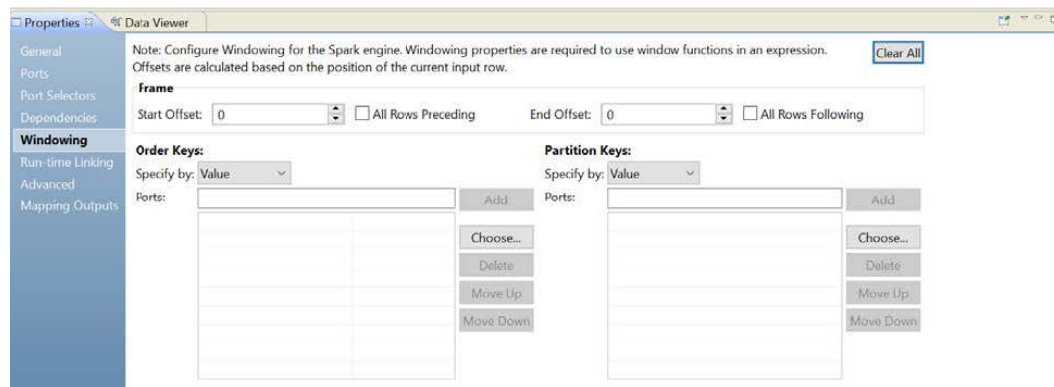 Properties Data Viewer
General
Ports
Port Selectors
Dependencies
Windowing
Run-time Linking
Advanced
Mapping Outputs
Note: Configure Windowing for the Spark engine. Windowing properties are required to use window functions in an expression.
Offsets are calculated based on the position of the current input row.
Clear All
Frame
Start Offset: 0 All Rows Preceding End Offset: 0 All Rows Following
Order Keys: Partition Keys:
Specify by: Value Specify by: Value
Ports: Add Ports: Add
Choose... Choose...
Delete Delete
Move Up Move Up
Move Down Move Down